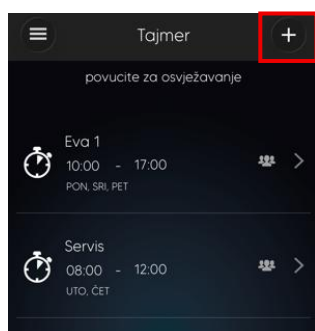 Tajmer
povucite za osvježavanje
Eva 1
10:00 - 17:00
PON, SRI, PET
Servis
08:00 - 12:00
UTO, ČET